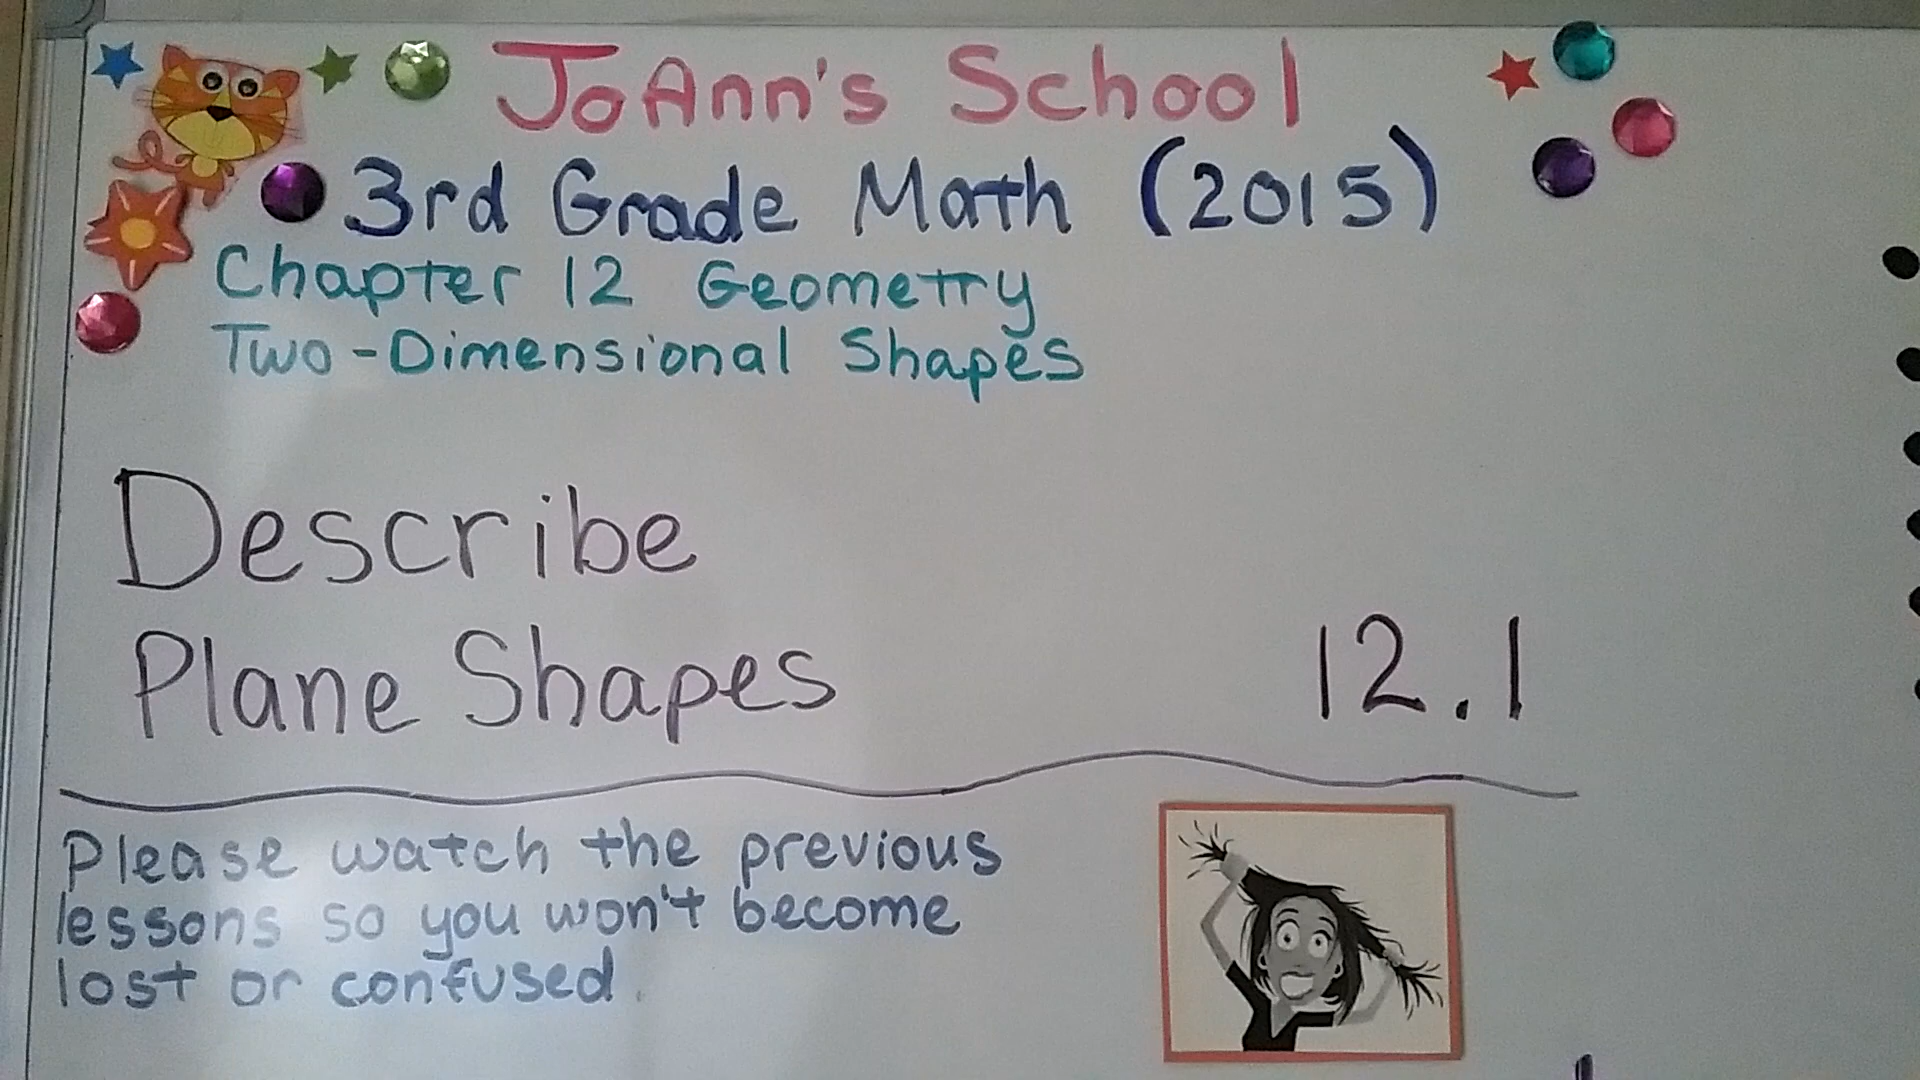 JoAnn's School
3rd Grade Math (2015)
Chapter 12 Geometry
Two-Dimensional Shapes
Describe
Plane Shapes 12.1
Please watch the previous
lessons so you won't become
lost or confused.